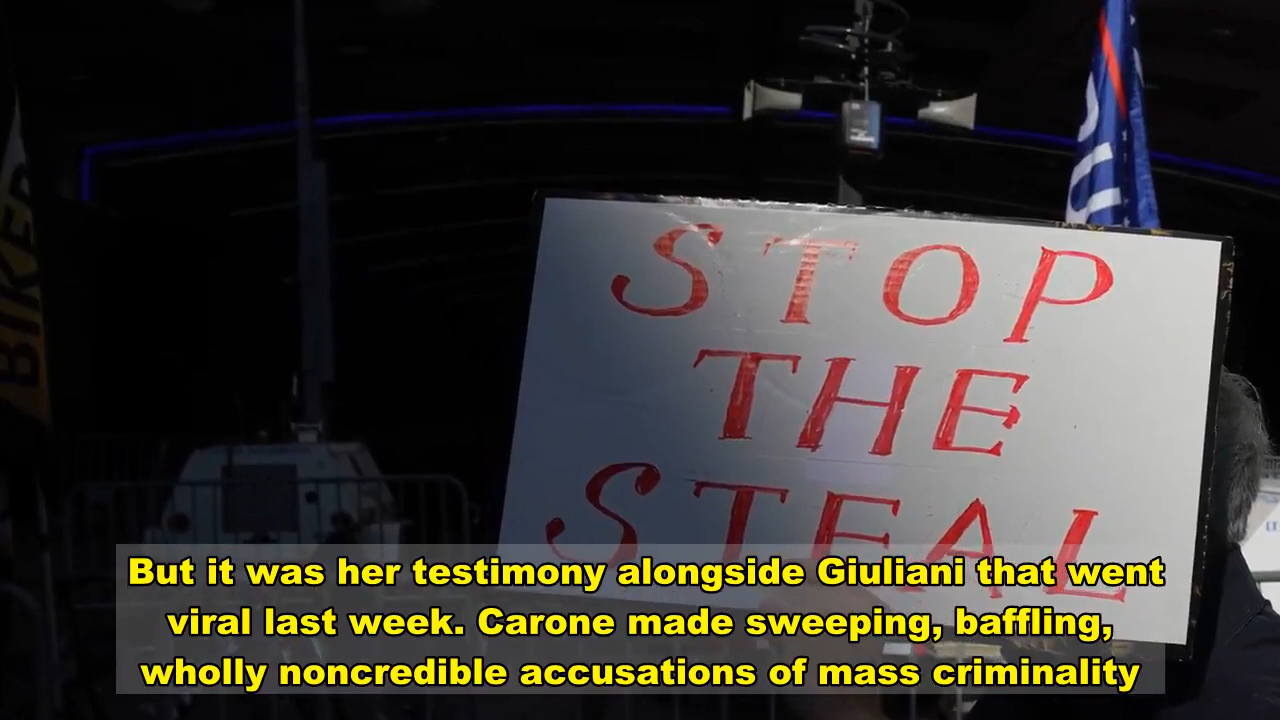 BIKER
STOP
THE
STEAL
But it was her testimony alongside Giuliani that went
viral last week. Carone made sweeping, baffling,
wholly noncredible accusations of mass criminality